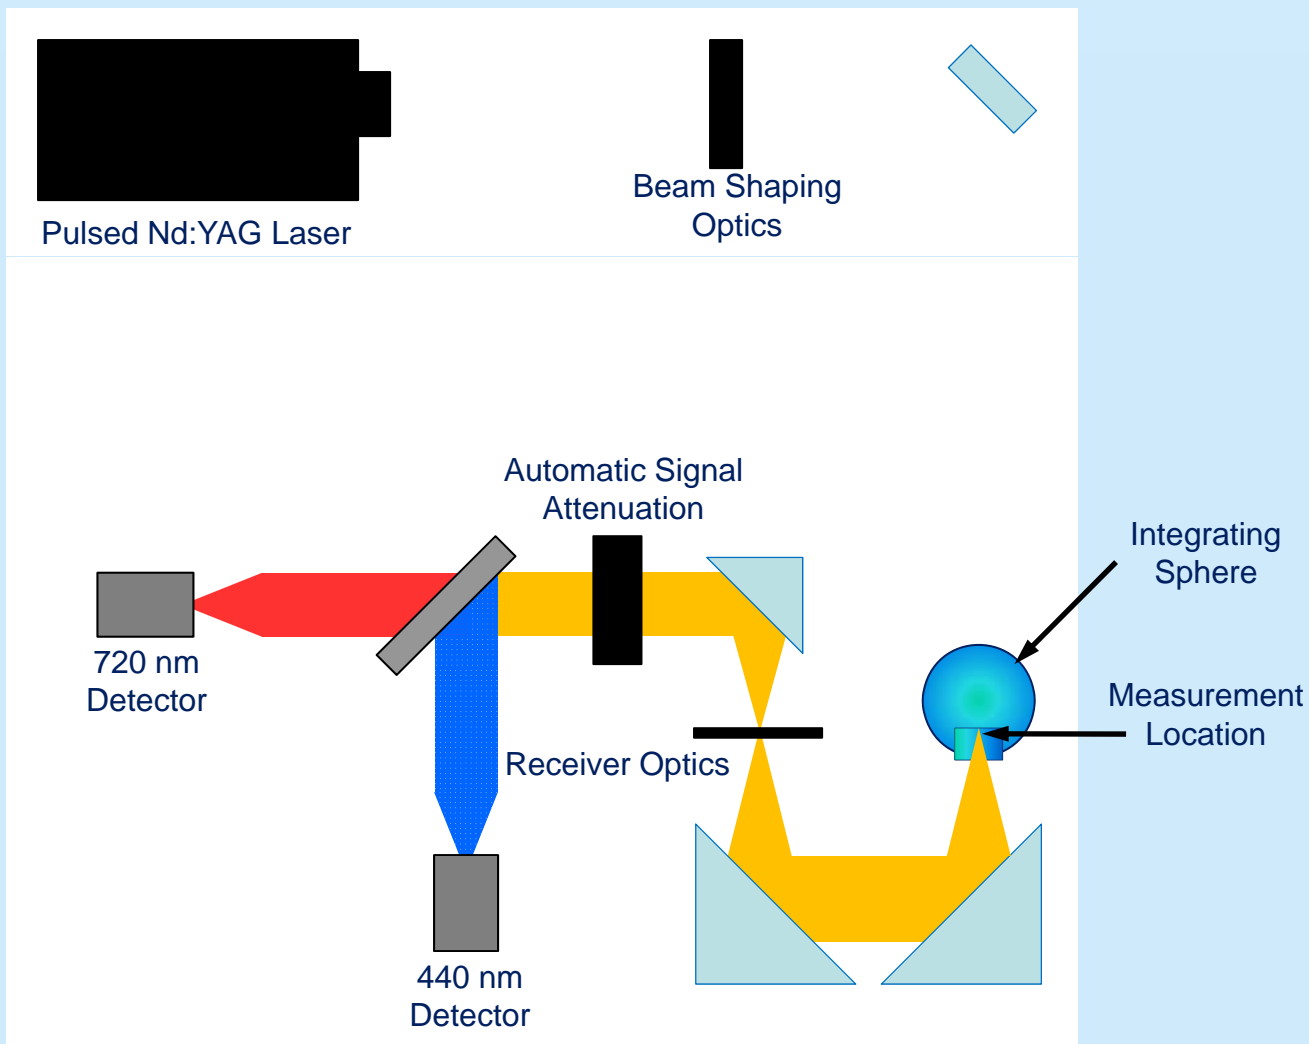 Pulsed Nd:YAG Laser
Beam Shaping
Optics
Automatic Signal
Attenuation
Integrating
Sphere
720 nm
Detector
Measurement
Location
Receiver Optics
440 nm
Detector